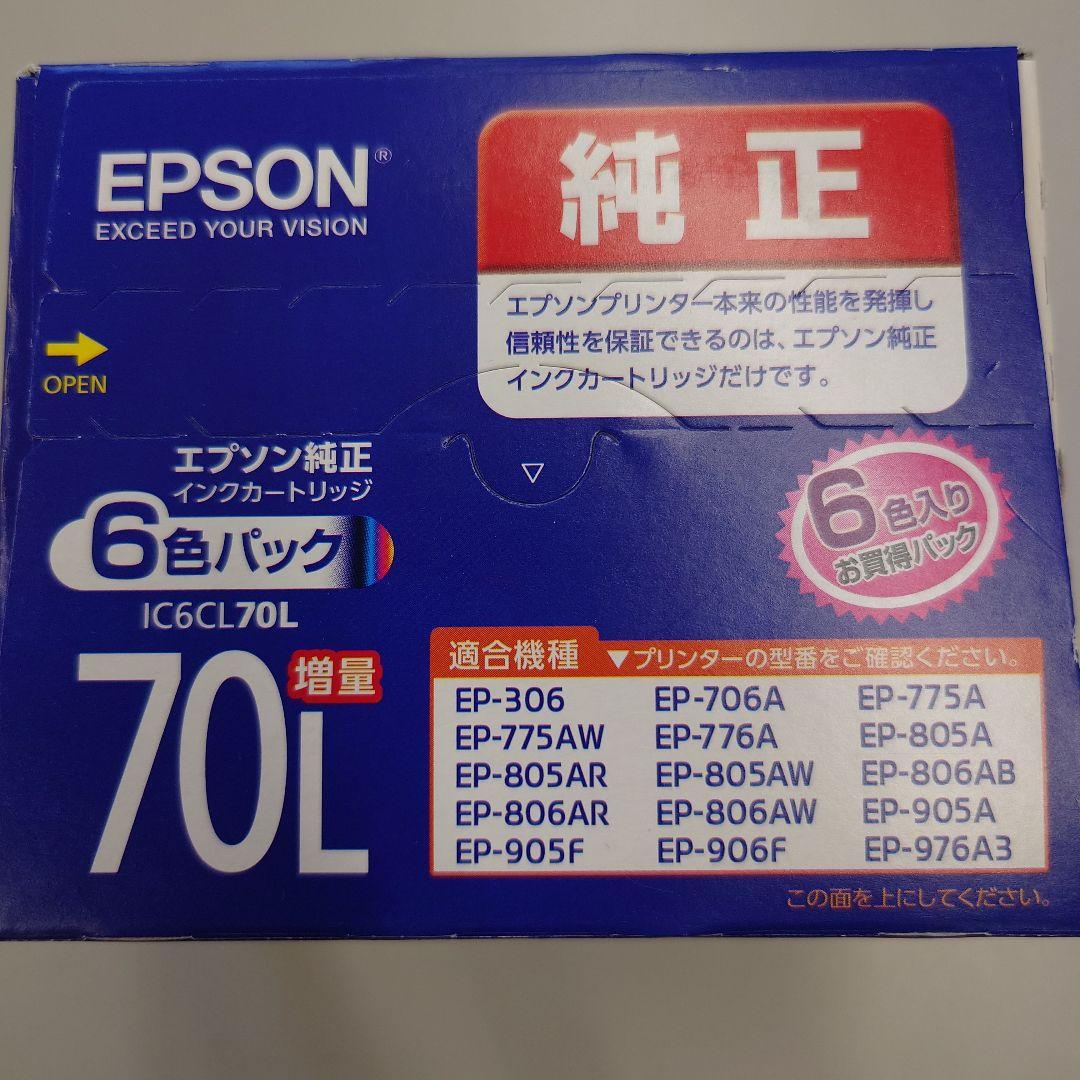 EPSON®
EXCEED YOUR VISION
純正
エプソンプリンター本来の性能を発揮し
信頼性を保証できるのは、エプソン純正
インクカートリッジだけです。
OPEN
エプソン純正
インクカートリッジ
6色パック
IC6CL70L
70L
増量
6色入り
お買得パック
適合機種 ▼プリンターの型番をご確認ください。
EP-306 EP-706A EP-775A
EP-775AW EP-776A EP-805A
EP-805AR EP-805AW EP-806AB
EP-806AR EP-806AW EP-905A
EP-905F EP-906F EP-976A3
この面を上にしてください。